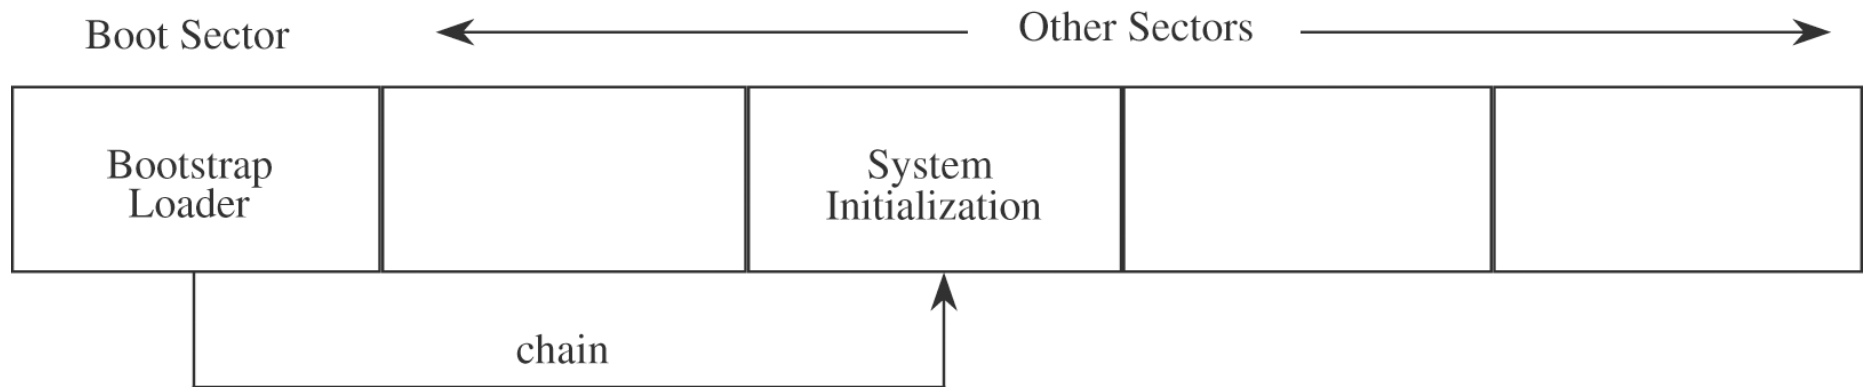 Boot Sector
Other Sectors
Bootstrap
Loader
System
Initialization
chain